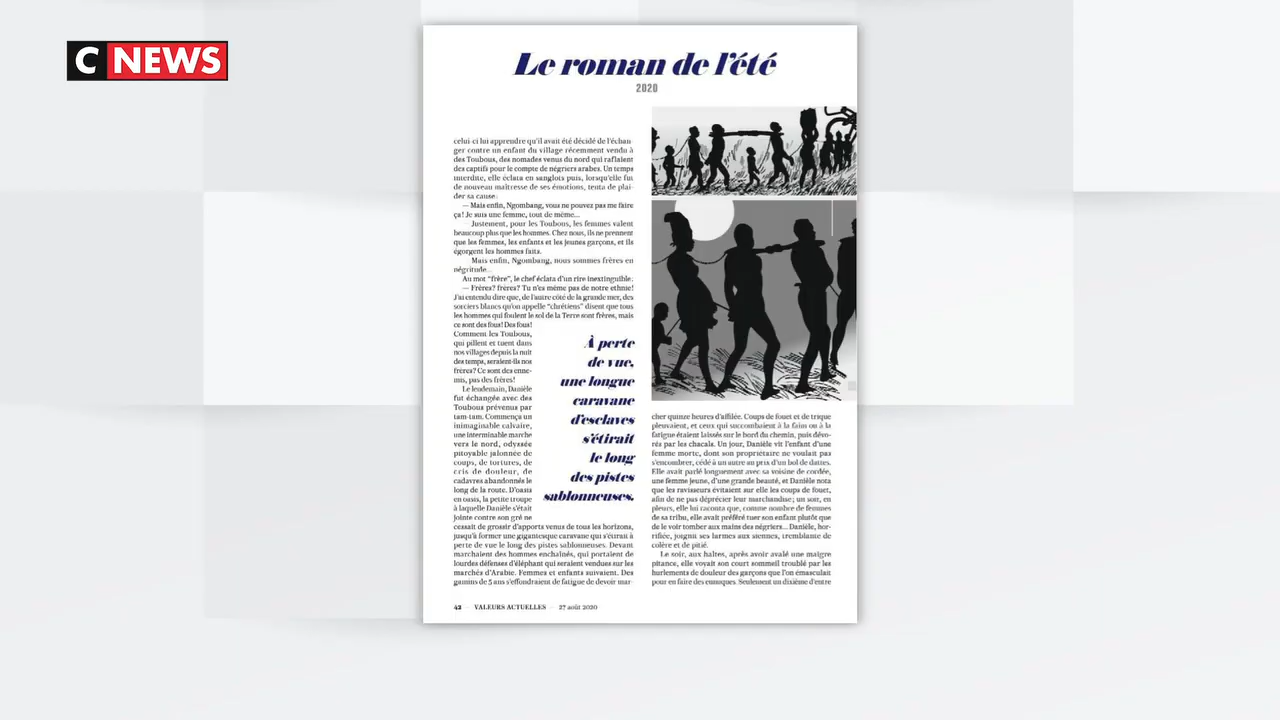 CNEWS
Le roman de l'été
2020
celui-ci lui apprendre qu'il avait été décidé de l'échan-
ger contre un enfant du village récemment vendu à
des Toubous, des nomades venus du nord qui raflaient
des captifs pour le compte de négriers arabes. Un temps
interdite, elle éclata en sanglots puis, lorsqu'elle fut
de nouveau maîtresse de ses émotions, tenta de plai-
der sa cause:
— Mais enfin, Ngombang, vous ne pouvez pas me faire
ça! Je suis une femme, tout de même...
Justement, pour les Toubous, les femmes valent
beaucoup plus que les hommes. Chez nous, ils ne prennent
que les femmes, les enfants et les jeunes garçons, et ils
égorgent les hommes faits.
Mais enfin, Ngombang, nous sommes frères en
négritude...
Au mot "frère", le chef éclata d'un rire inextinguible.
— Frères? frères? Tu n'es même pas de notre ethnie!
J'ai entendu dire que, de l'autre côté de la grande mer, des
sorciers blancs qu'on appelle "chrétiens" disent que tous
les hommes qui foulent le sol de la Terre sont frères, mais
ce sont des fous! Des fous!
Comment les Toubous,
qui pillent et tuent dans
nos villages depuis la nuit
des temps, seraient-ils nos
frères? Ce sont des enne-
mis, pas des frères!
Le lendemain, Danièle
fut échangée avec des
Toubous prévenus par
tam-tam. Commença un
inimaginable calvaire,
une interminable marche
vers le nord, odyssée
pitoyable jalonnée de
coups, de tortures, de
cris de douleur, de
cadavres abandonnés le
long de la route. D'oasis
en oasis, la petite troupe
à laquelle Danièle s'était
jointe contre son gré ne
cessait de grossir d'apports venus de tous les horizons,
jusqu'à former une gigantesque caravane qui s'étirait à
perte de vue le long des pistes sablonneuses. Devant
marchaient des hommes enchaînés, qui portaient de
lourdes défenses d'éléphant qui seraient vendues sur les
marchés d'Arabie. Femmes et enfants suivaient. Des
gamins de 5 ans s'effondraient de fatigue de devoir mar-
À perte
de vue,
une longue
caravane
d'esclaves
s'étirait
le long
des pistes
sablonneuses.
cher quinze heures d'affilée. Coups de fouet et de trique
pleuvaient, et ceux qui succombaient à la faim ou à la
fatigue étaient laissés sur le bord du chemin, puis dévo-
rés par les chacals. Un jour, Danièle vit l'enfant d'une
femme morte, dont son propriétaire ne voulait pas
s'encombrer, cédé à un autre au prix d'un bol de dattes.
Elle avait parlé longuement avec sa voisine de cordée,
une femme jeune, d'une grande beauté, et Danièle nota
que les ravisseurs évitaient sur elle les coups de fouet,
afin de ne pas déprécier leur marchandise; un soir, en
pleurs, elle lui raconta que, comme nombre de femmes
de sa tribu, elle avait préféré tuer son enfant plutôt que
de le voir tomber aux mains des négriers... Danièle, hor-
rifiée, joignit ses larmes aux siennes, tremblante de
colère et de pitié.
Le soir, aux haltes, après avoir avalé une maigre
pitance, elle voyait son court sommeil troublé par les
hurlements de douleur des garçons que l'on émasculait
pour en faire des eunuques. Seulement un dixième d'entre
42 — VALEURS ACTUELLES — 27 août 2020